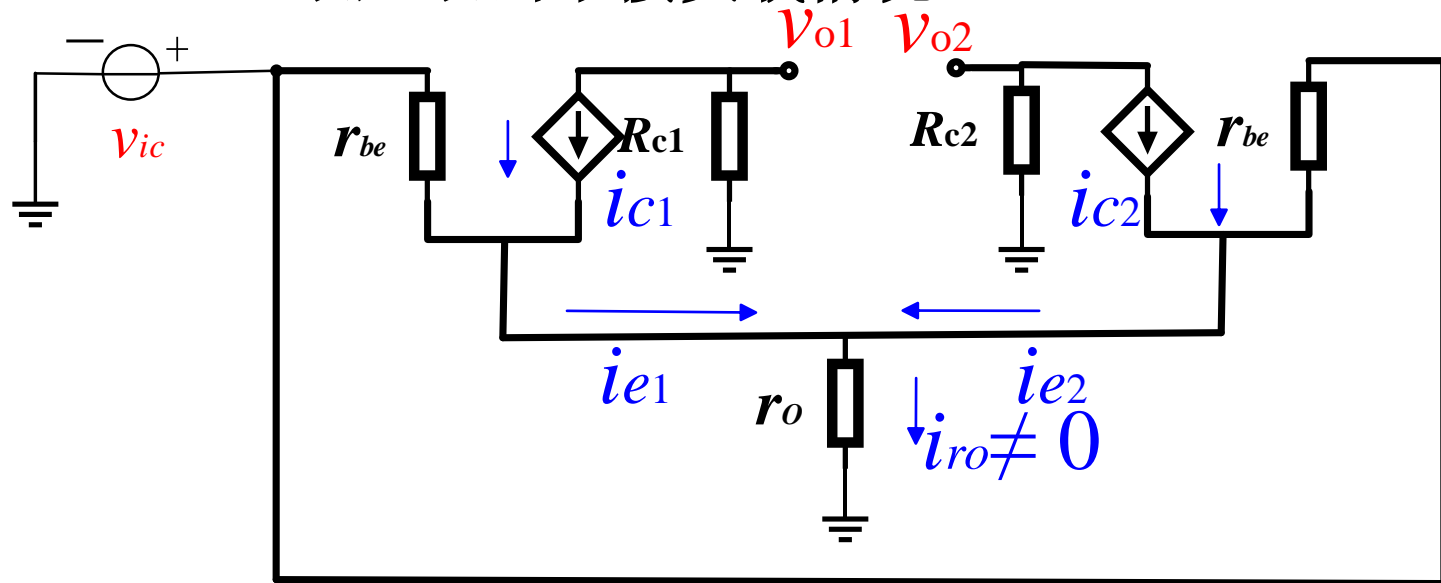 vo1 vo2
− +
vic
rbe Rc1 Rc2 rbe
ic1 ic2
ie1 ie2
ro
iro≠ 0